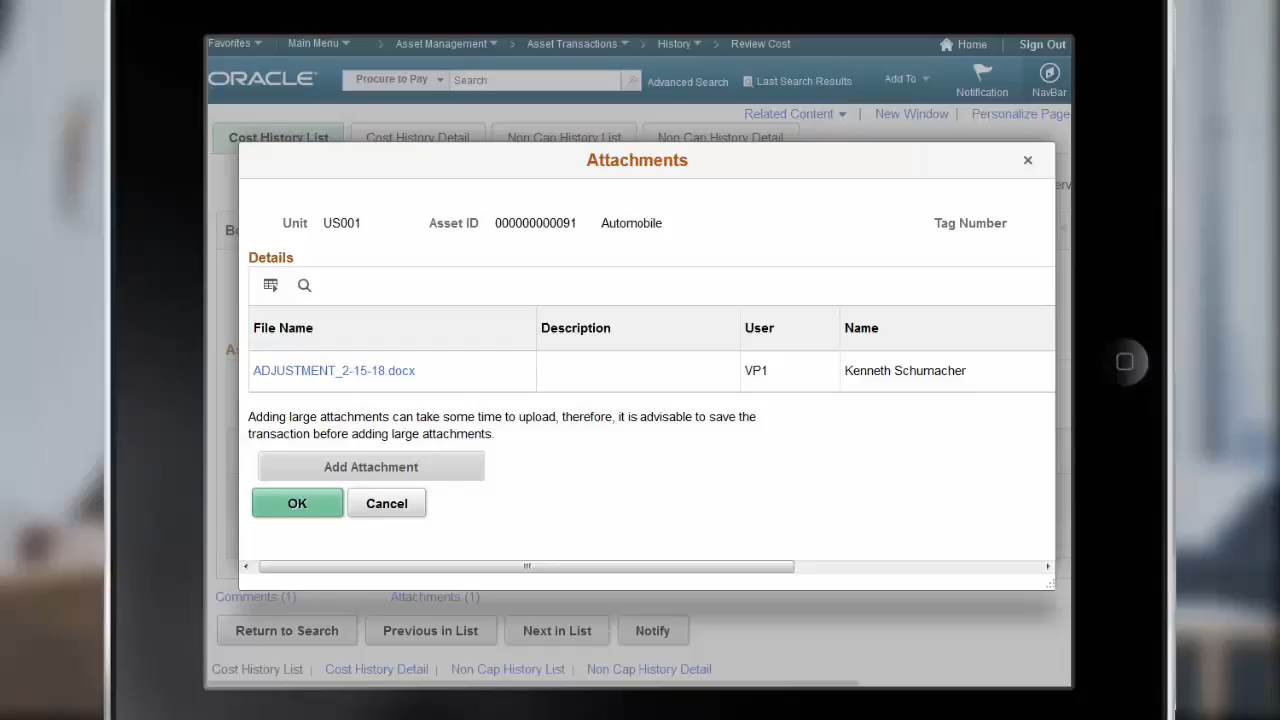 Favorites Main Menu > Asset Management > Asset Transactions > History > Review Cost Home Sign Out
ORACLE Procure to Pay Search Advanced Search Last Search Results Add To Notification NavBar
Related Content | New Window | Personalize Page
Cost History List Cost History Detail Non Cap History List Non Cap History Detail
Attachments ×
Unit US001 Asset ID 000000000091 Automobile Tag Number
Details
File Name Description User Name
ADJUSTMENT_2-15-18.docx VP1 Kenneth Schumacher
Adding large attachments can take some time to upload, therefore, it is advisable to save the
transaction before adding large attachments.
Add Attachment
OK Cancel
Comments (1) Attachments (1)
Return to Search Previous in List Next in List Notify
Cost History List | Cost History Detail | Non Cap History List | Non Cap History Detail